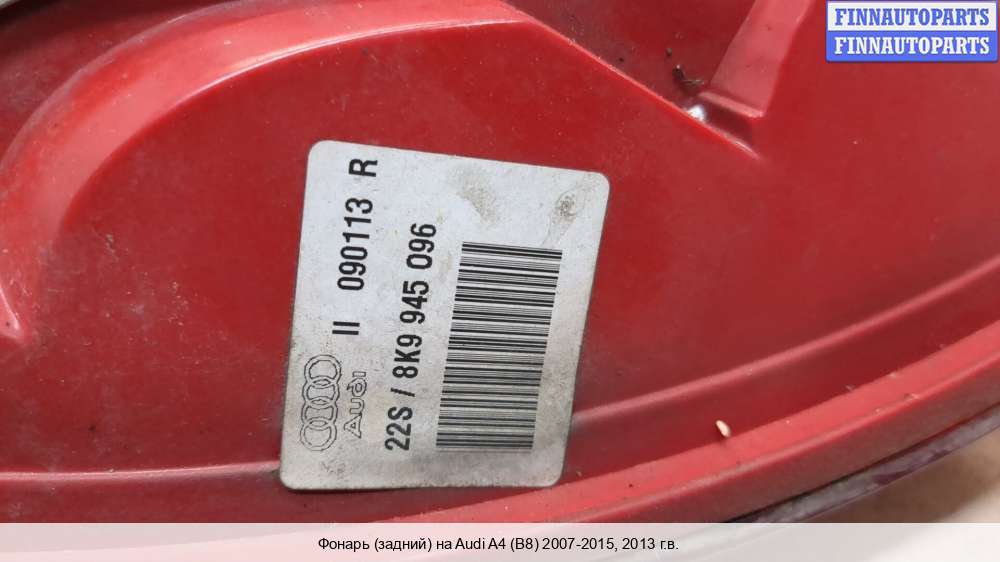 FINNAUTOPARTS
FINNAUTOPARTS
II 090113 R
Audi
22S / 8K9 945 096
Фонарь (задний) на Audi A4 (B8) 2007-2015, 2013 г.в.